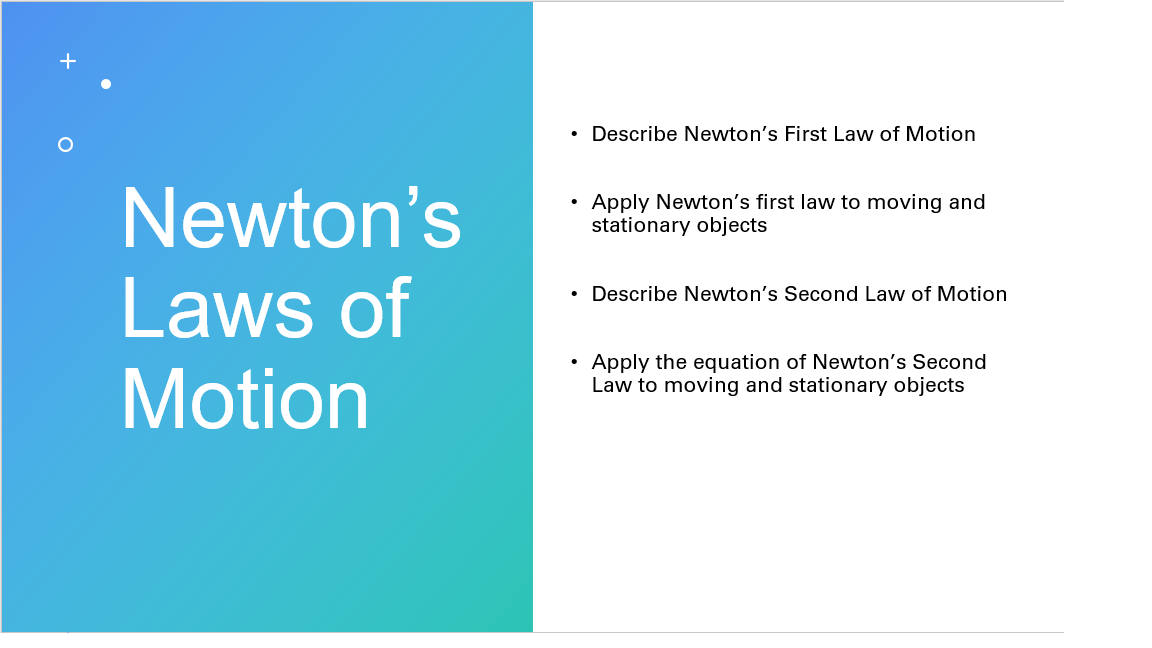 Newton’s
Laws of
Motion
• Describe Newton’s First Law of Motion
• Apply Newton’s first law to moving and
stationary objects
• Describe Newton’s Second Law of Motion
• Apply the equation of Newton’s Second
Law to moving and stationary objects